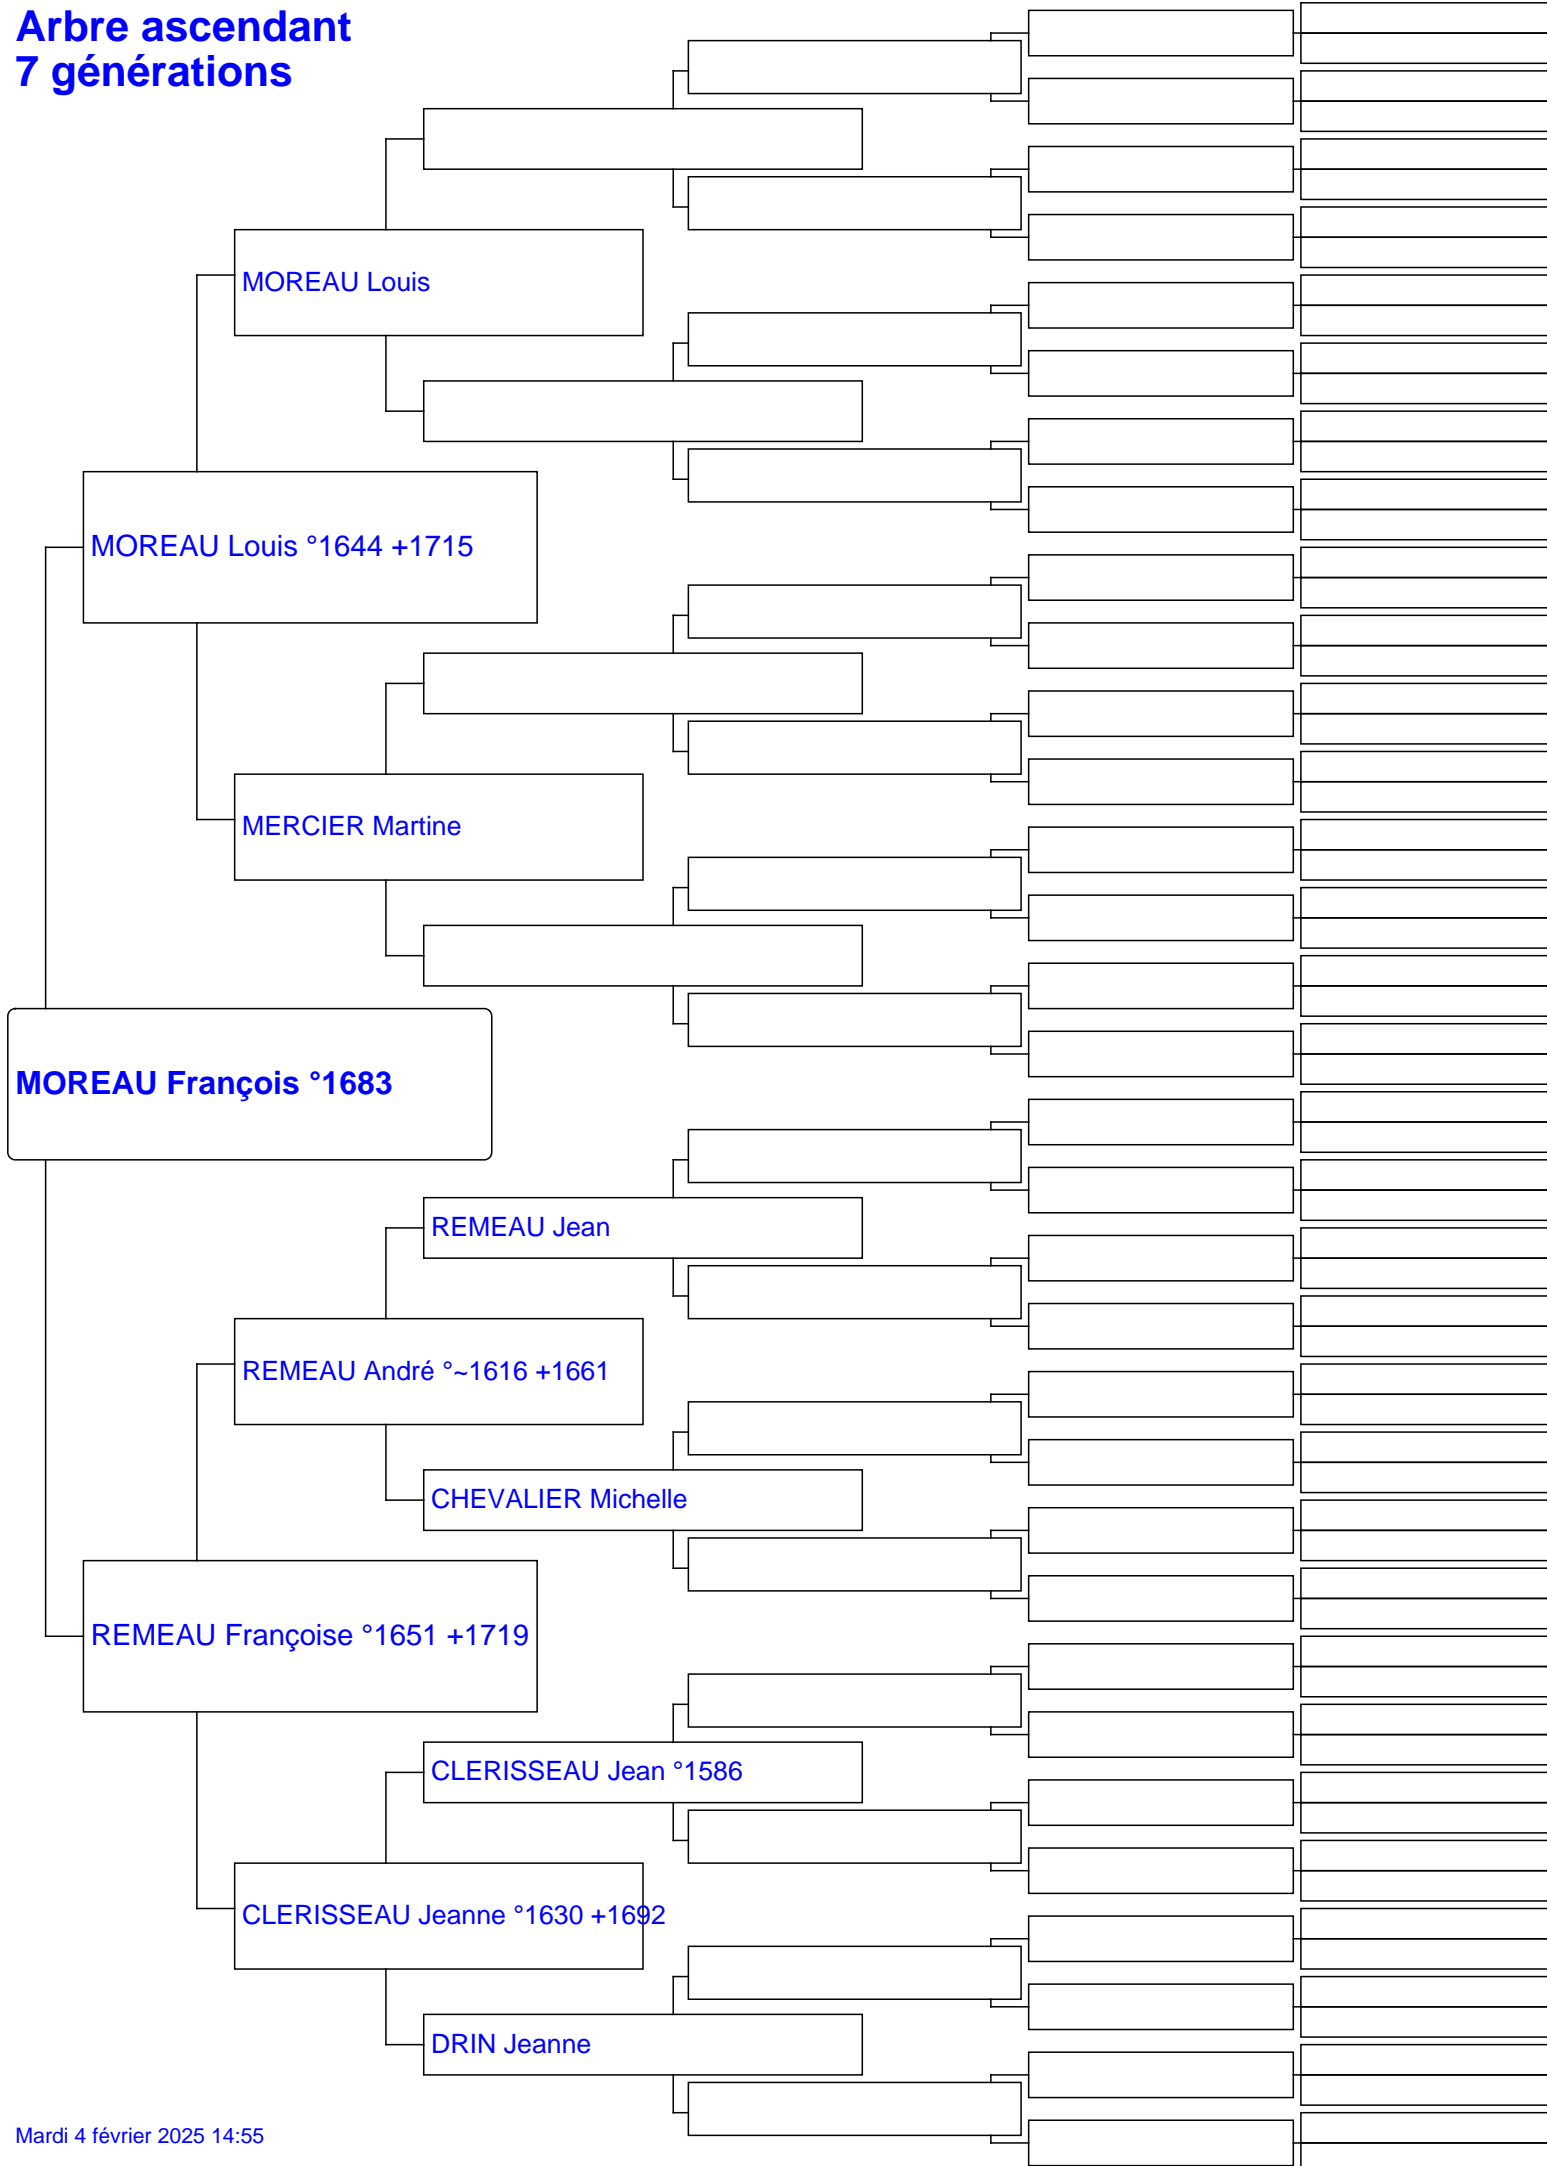 Arbre ascendant
7 générations
MOREAU Louis
MOREAU Louis °1644 +1715
MERCIER Martine
MOREAU François °1683
REMEAU Jean
REMEAU André °~1616 +1661
CHEVALIER Michelle
REMEAU Françoise °1651 +1719
CLERISSEAU Jean °1586
CLERISSEAU Jeanne °1630 +1692
DRIN Jeanne
Mardi 4 février 2025 14:55